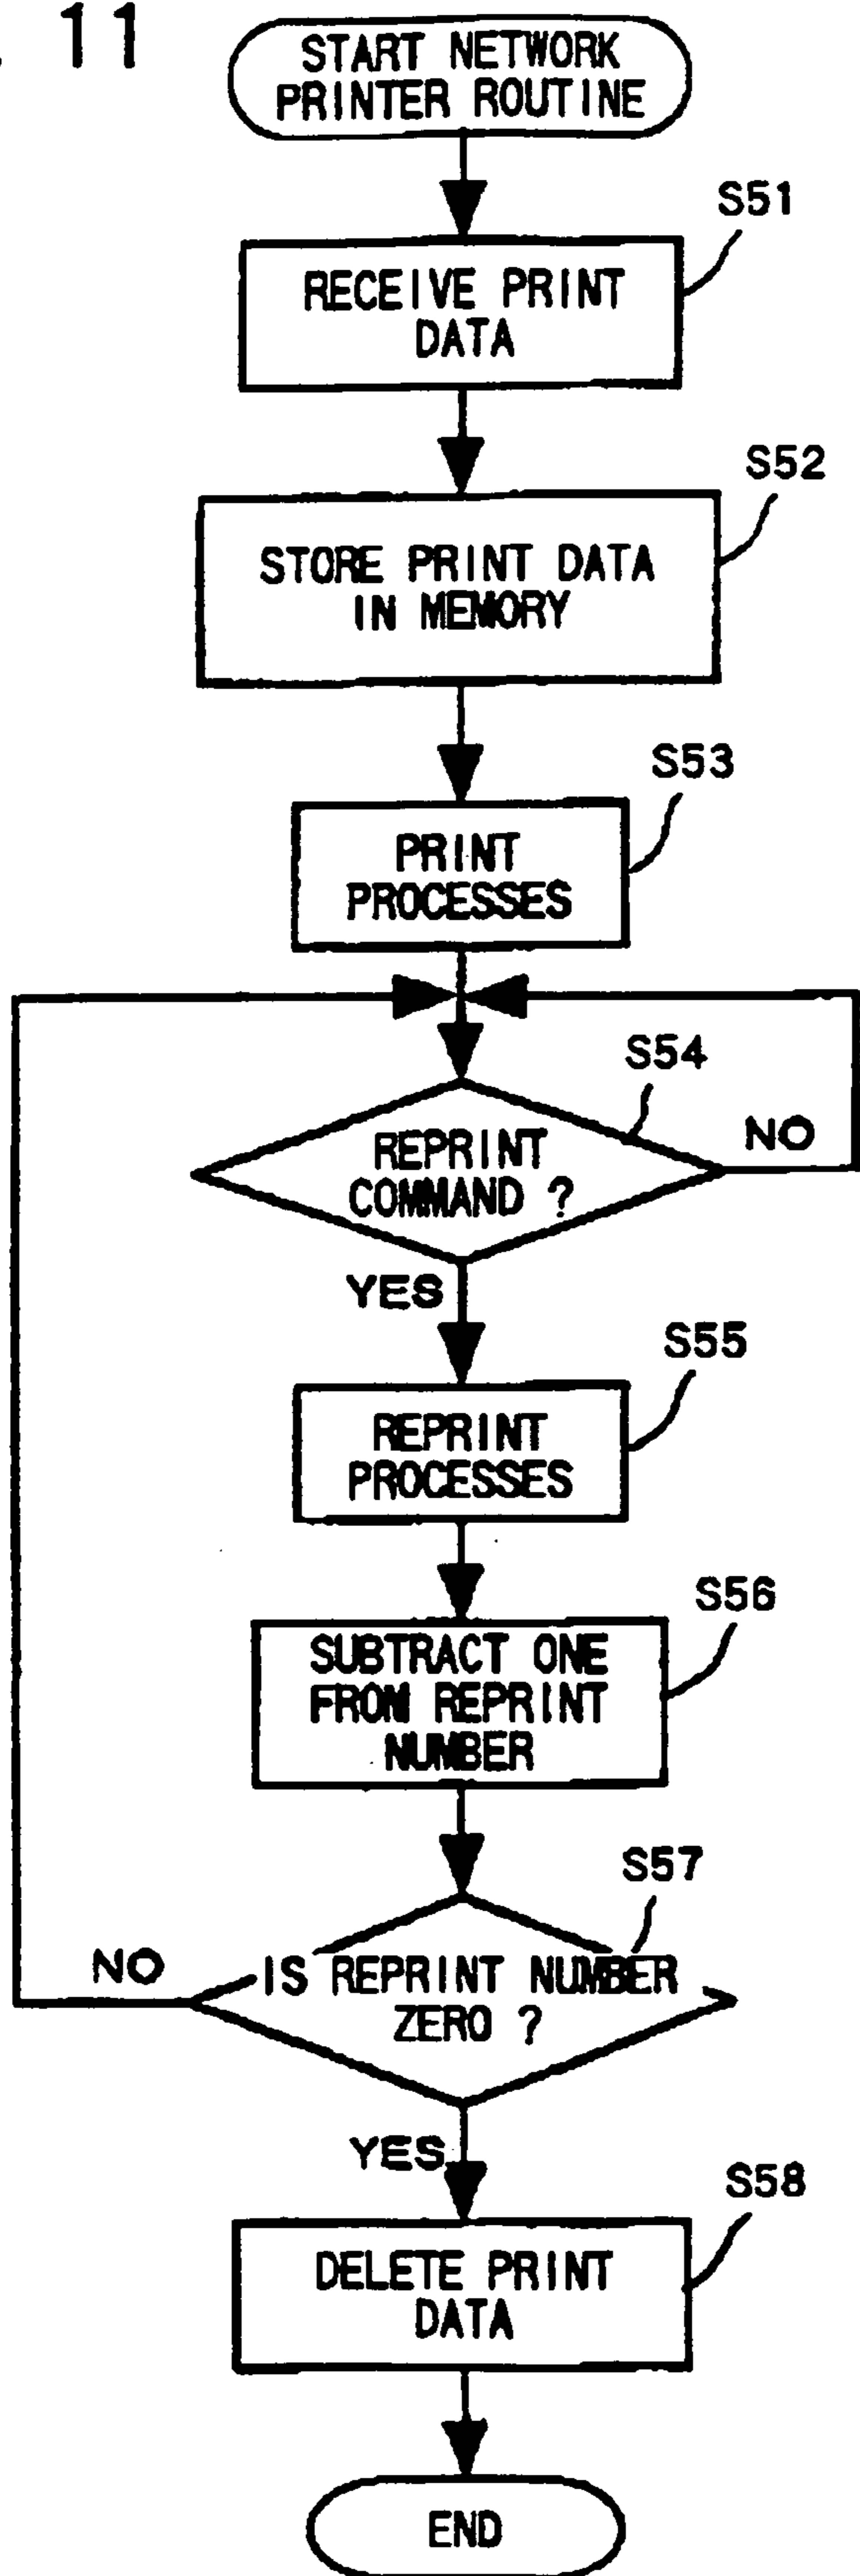 . 11
START NETWORK
PRINTER ROUTINE
S51
RECEIVE PRINT
DATA
S52
STORE PRINT DATA
IN MEMORY
S53
PRINT
PROCESSES
S54
REPRINT
COMMAND ?
NO
YES
S55
REPRINT
PROCESSES
S56
SUBTRACT ONE
FROM REPRINT
NUMBER
S57
IS REPRINT NUMBER
ZERO ?
NO
YES
S58
DELETE PRINT
DATA
END